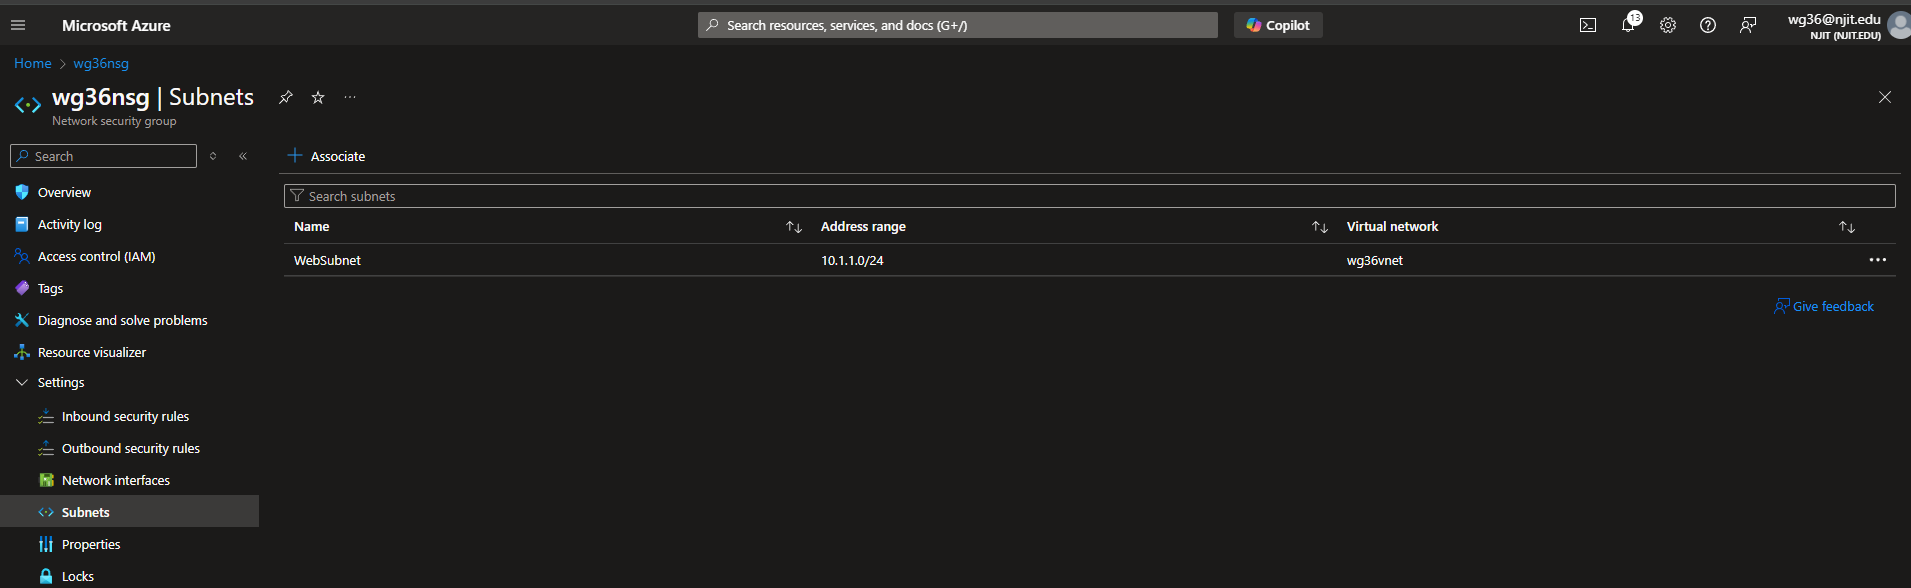 Microsoft Azure
Search resources, services, and docs (G+/)
Copilot
13
wg36@njit.edu
NJIT (NJIT.EDU)
Home > wg36nsg
wg36nsg | Subnets
Network security group
Search
Associate
Overview
Activity log
Access control (IAM)
Tags
Diagnose and solve problems
Resource visualizer
Settings
Inbound security rules
Outbound security rules
Network interfaces
Subnets
Properties
Locks
Search subnets
Name Address range Virtual network
WebSubnet 10.1.1.0/24 wg36vnet
Give feedback